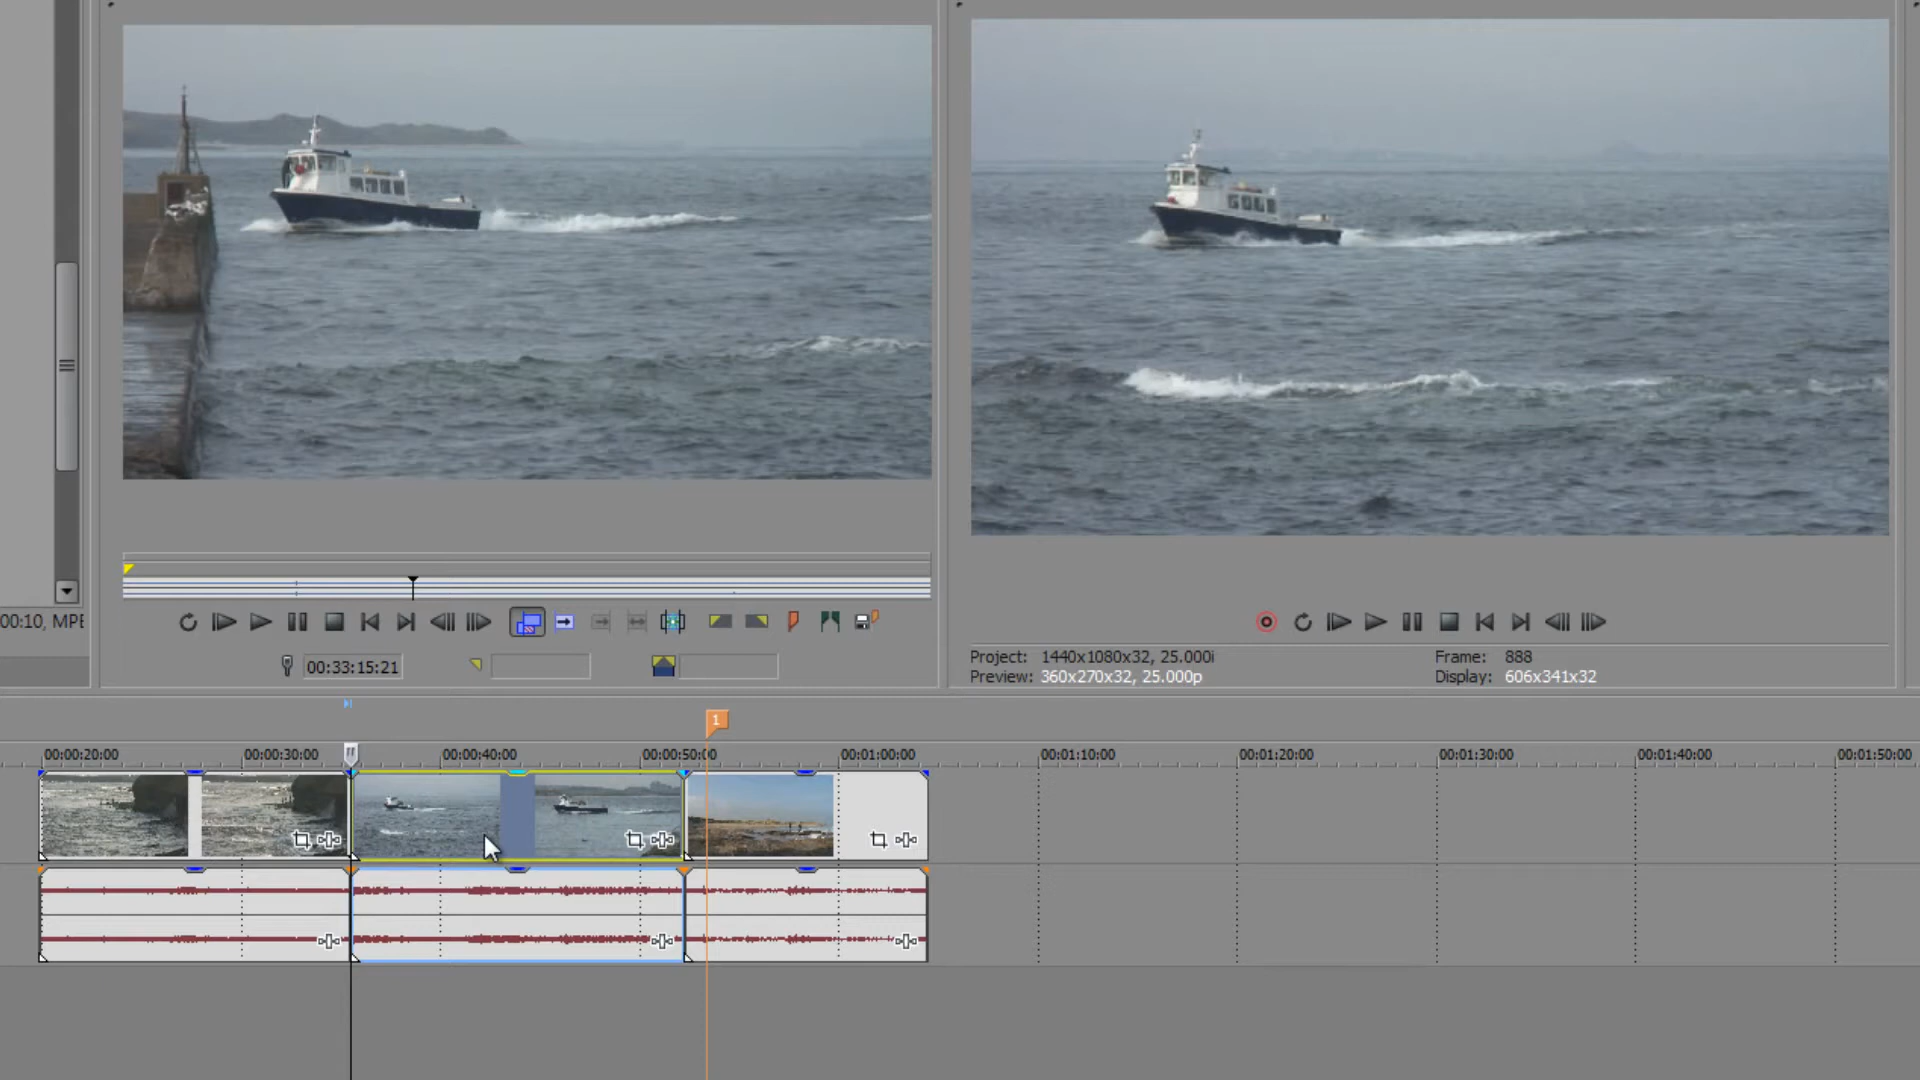 00:10, MPE
00:33:15:21
Project: 1440x1080x32, 25.000i
Preview: 360x270x32, 25.000p
Frame: 888
Display: 606x341x32
1
00:00:20:00 00:00:30:00 00:00:40:00 00:00:50:00 00:01:00:00 00:01:10:00 00:01:20:00 00:01:30:00 00:01:40:00 00:01:50:00